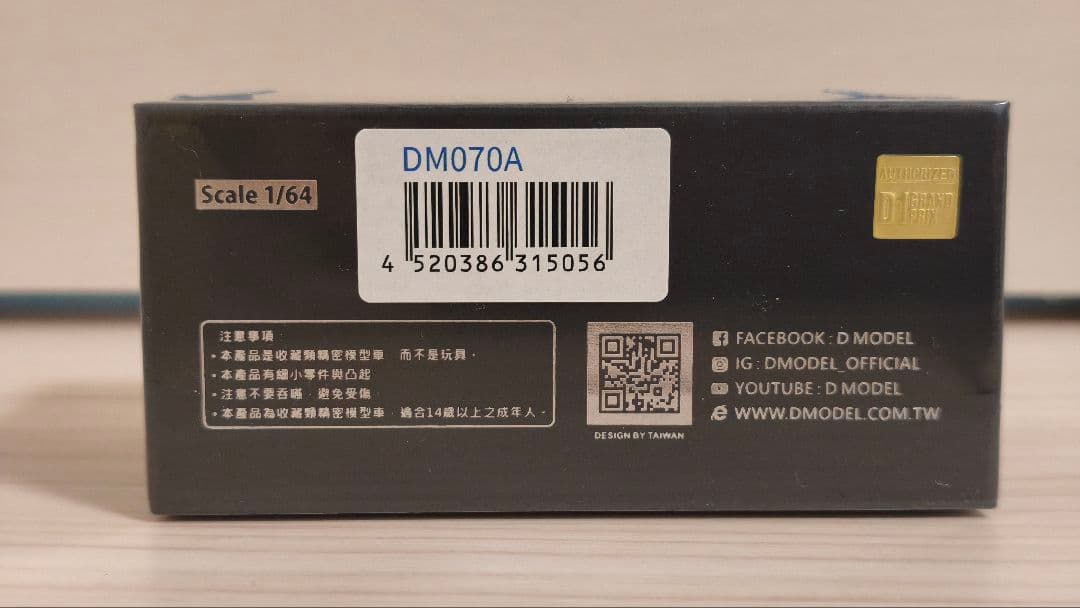 DM070A
Scale 1/64
4 520386 315056
AUTHORIZED
D1 GRAND
PRIX
注意事項
・本產品是收藏類精密模型車 而不是玩具。
・本產品有細小零件與凸起
・注意不要吞嚥 避免受傷
・本產品為收藏類精密模型車 適合14歲以上之成年人。
DESIGN BY TAIWAN
FACEBOOK : D MODEL
IG : DMODEL_OFFICIAL
YOUTUBE : D MODEL
WWW.DMODEL.COM.TW